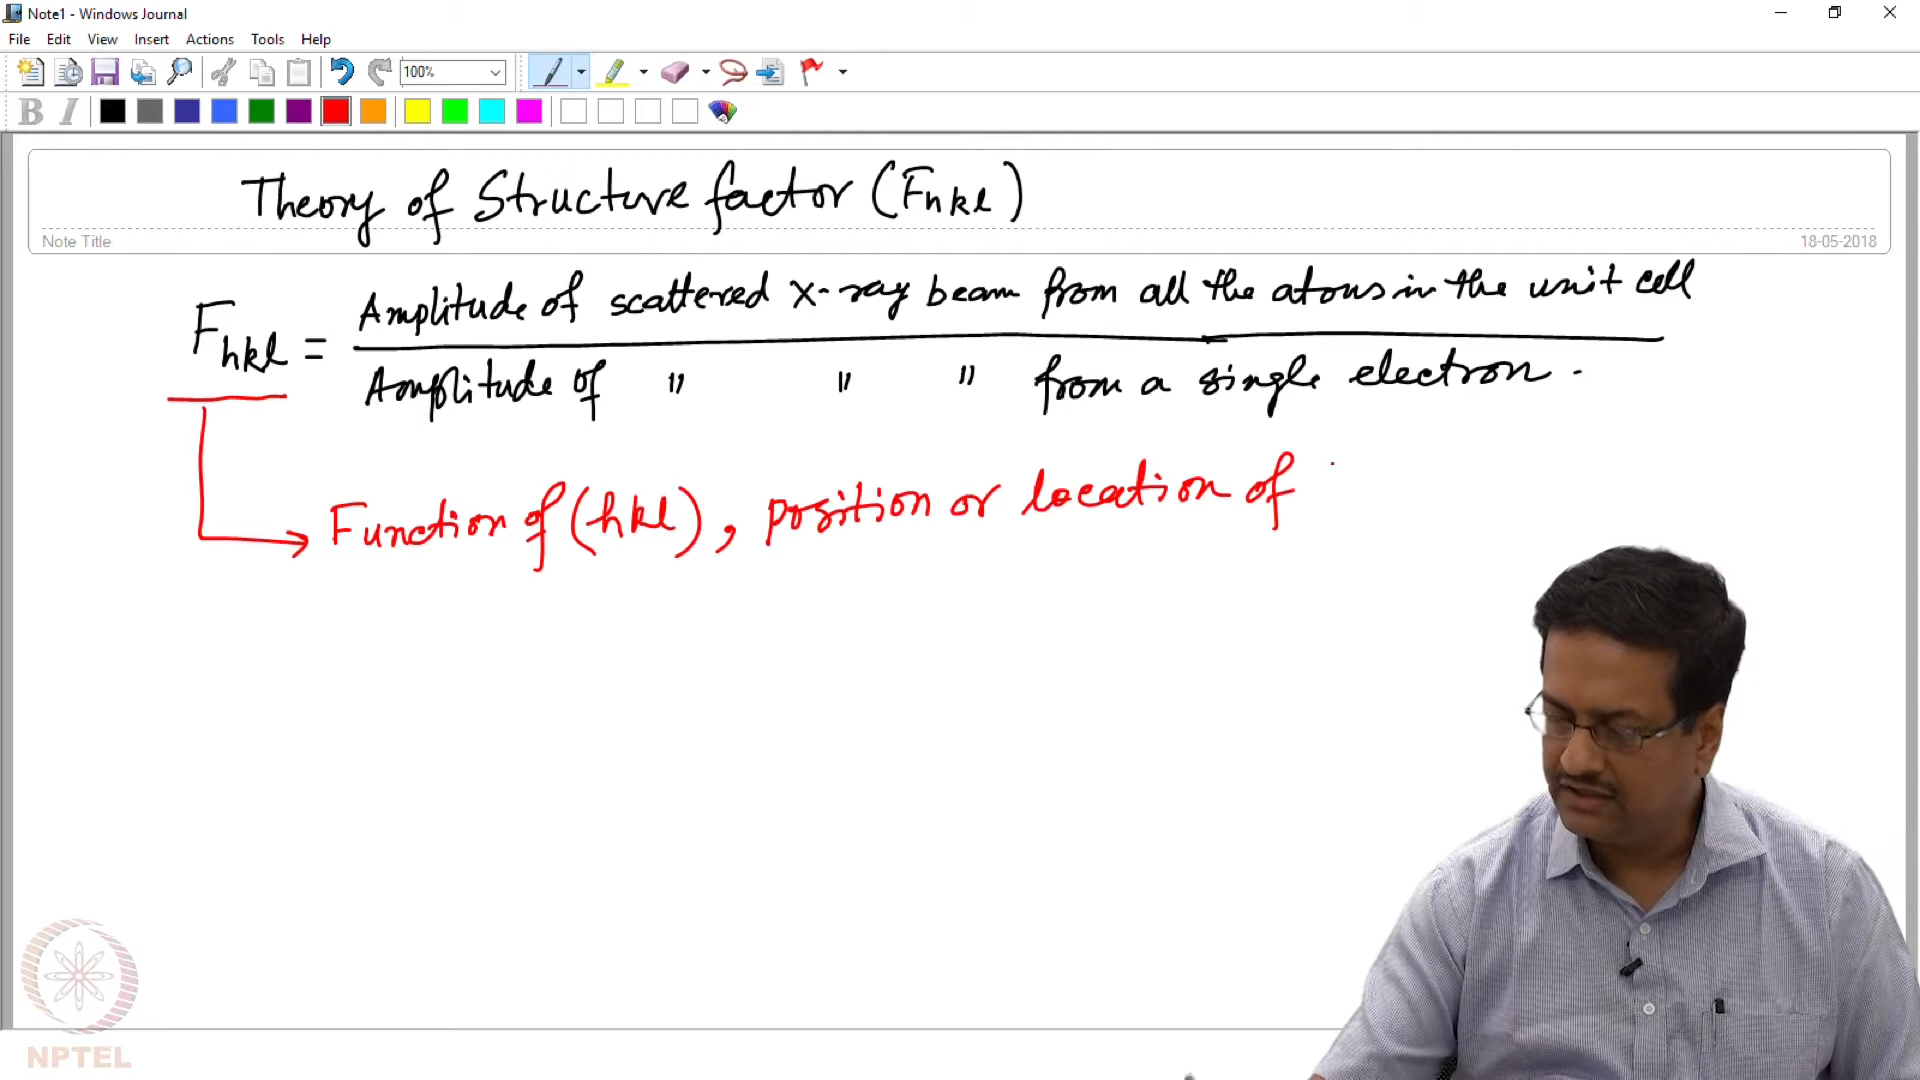 Note1 - Windows Journal
File Edit View Insert Actions Tools Help
100%
B I
Theory of Structure factor (Fhkl)
Note Title
18-05-2018
Fhkl = Amplitude of scattered x-ray beam from all the atoms in the unit cell
Amplitude of " " " from a single electron.
Function of (hkl), position or location of
NPTEL